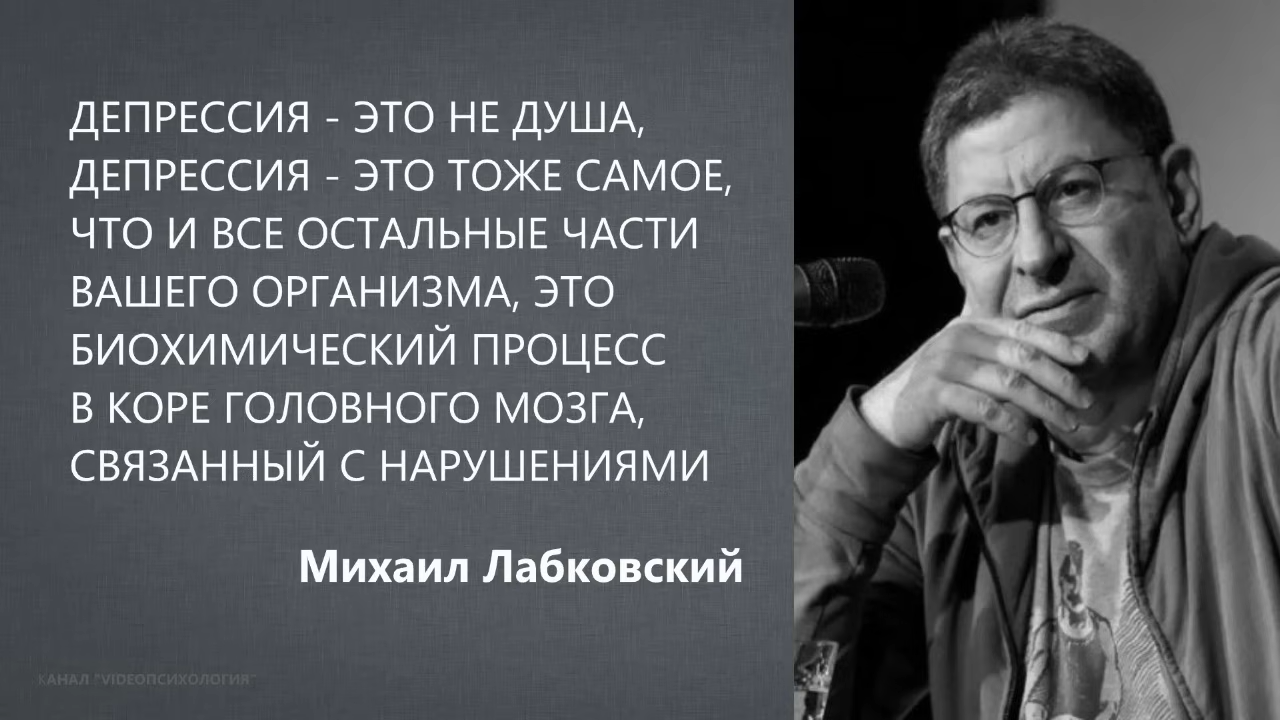 ДЕПРЕССИЯ - ЭТО НЕ ДУША,
ДЕПРЕССИЯ - ЭТО ТОЖЕ САМОЕ,
ЧТО И ВСЕ ОСТАЛЬНЫЕ ЧАСТИ
ВАШЕГО ОРГАНИЗМА, ЭТО
БИОХИМИЧЕСКИЙ ПРОЦЕСС
В КОРЕ ГОЛОВНОГО МОЗГА,
СВЯЗАННЫЙ С НАРУШЕНИЯМИ
Михаил Лабковский
КАНАЛ "VIDEOПСИХОЛОГИЯ"